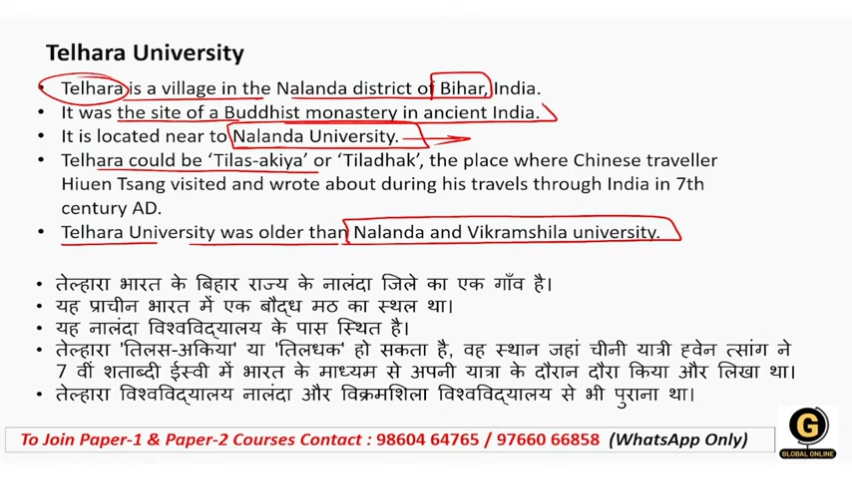 Telhara University
• Telhara is a village in the Nalanda district of Bihar, India.
• It was the site of a Buddhist monastery in ancient India.
• It is located near to Nalanda University.
• Telhara could be ‘Tilas-akiya’ or ‘Tiladhak’, the place where Chinese traveller
Hiuen Tsang visited and wrote about during his travels through India in 7th
century AD.
• Telhara University was older than Nalanda and Vikramshila university.
• तेल्हारा भारत के बिहार राज्य के नालंदा जिले का एक गाँव है।
• यह प्राचीन भारत में एक बौद्ध मठ का स्थल था।
• यह नालंदा विश्वविद्यालय के पास स्थित है।
• तेल्हारा 'तिलस-अकिया' या 'तिलधक' हो सकता है, वह स्थान जहां चीनी यात्री ह्वेन त्सांग ने
7 वीं शताब्दी ईस्वी में भारत के माध्यम से अपनी यात्रा के दौरान दौरा किया और लिखा था।
• तेल्हारा विश्वविद्यालय नालंदा और विक्रमशिला विश्वविद्यालय से भी पुराना था।
To Join Paper-1 & Paper-2 Courses Contact : 98604 64765 / 97660 66858 (WhatsApp Only)
G
GLOBAL ONLINE